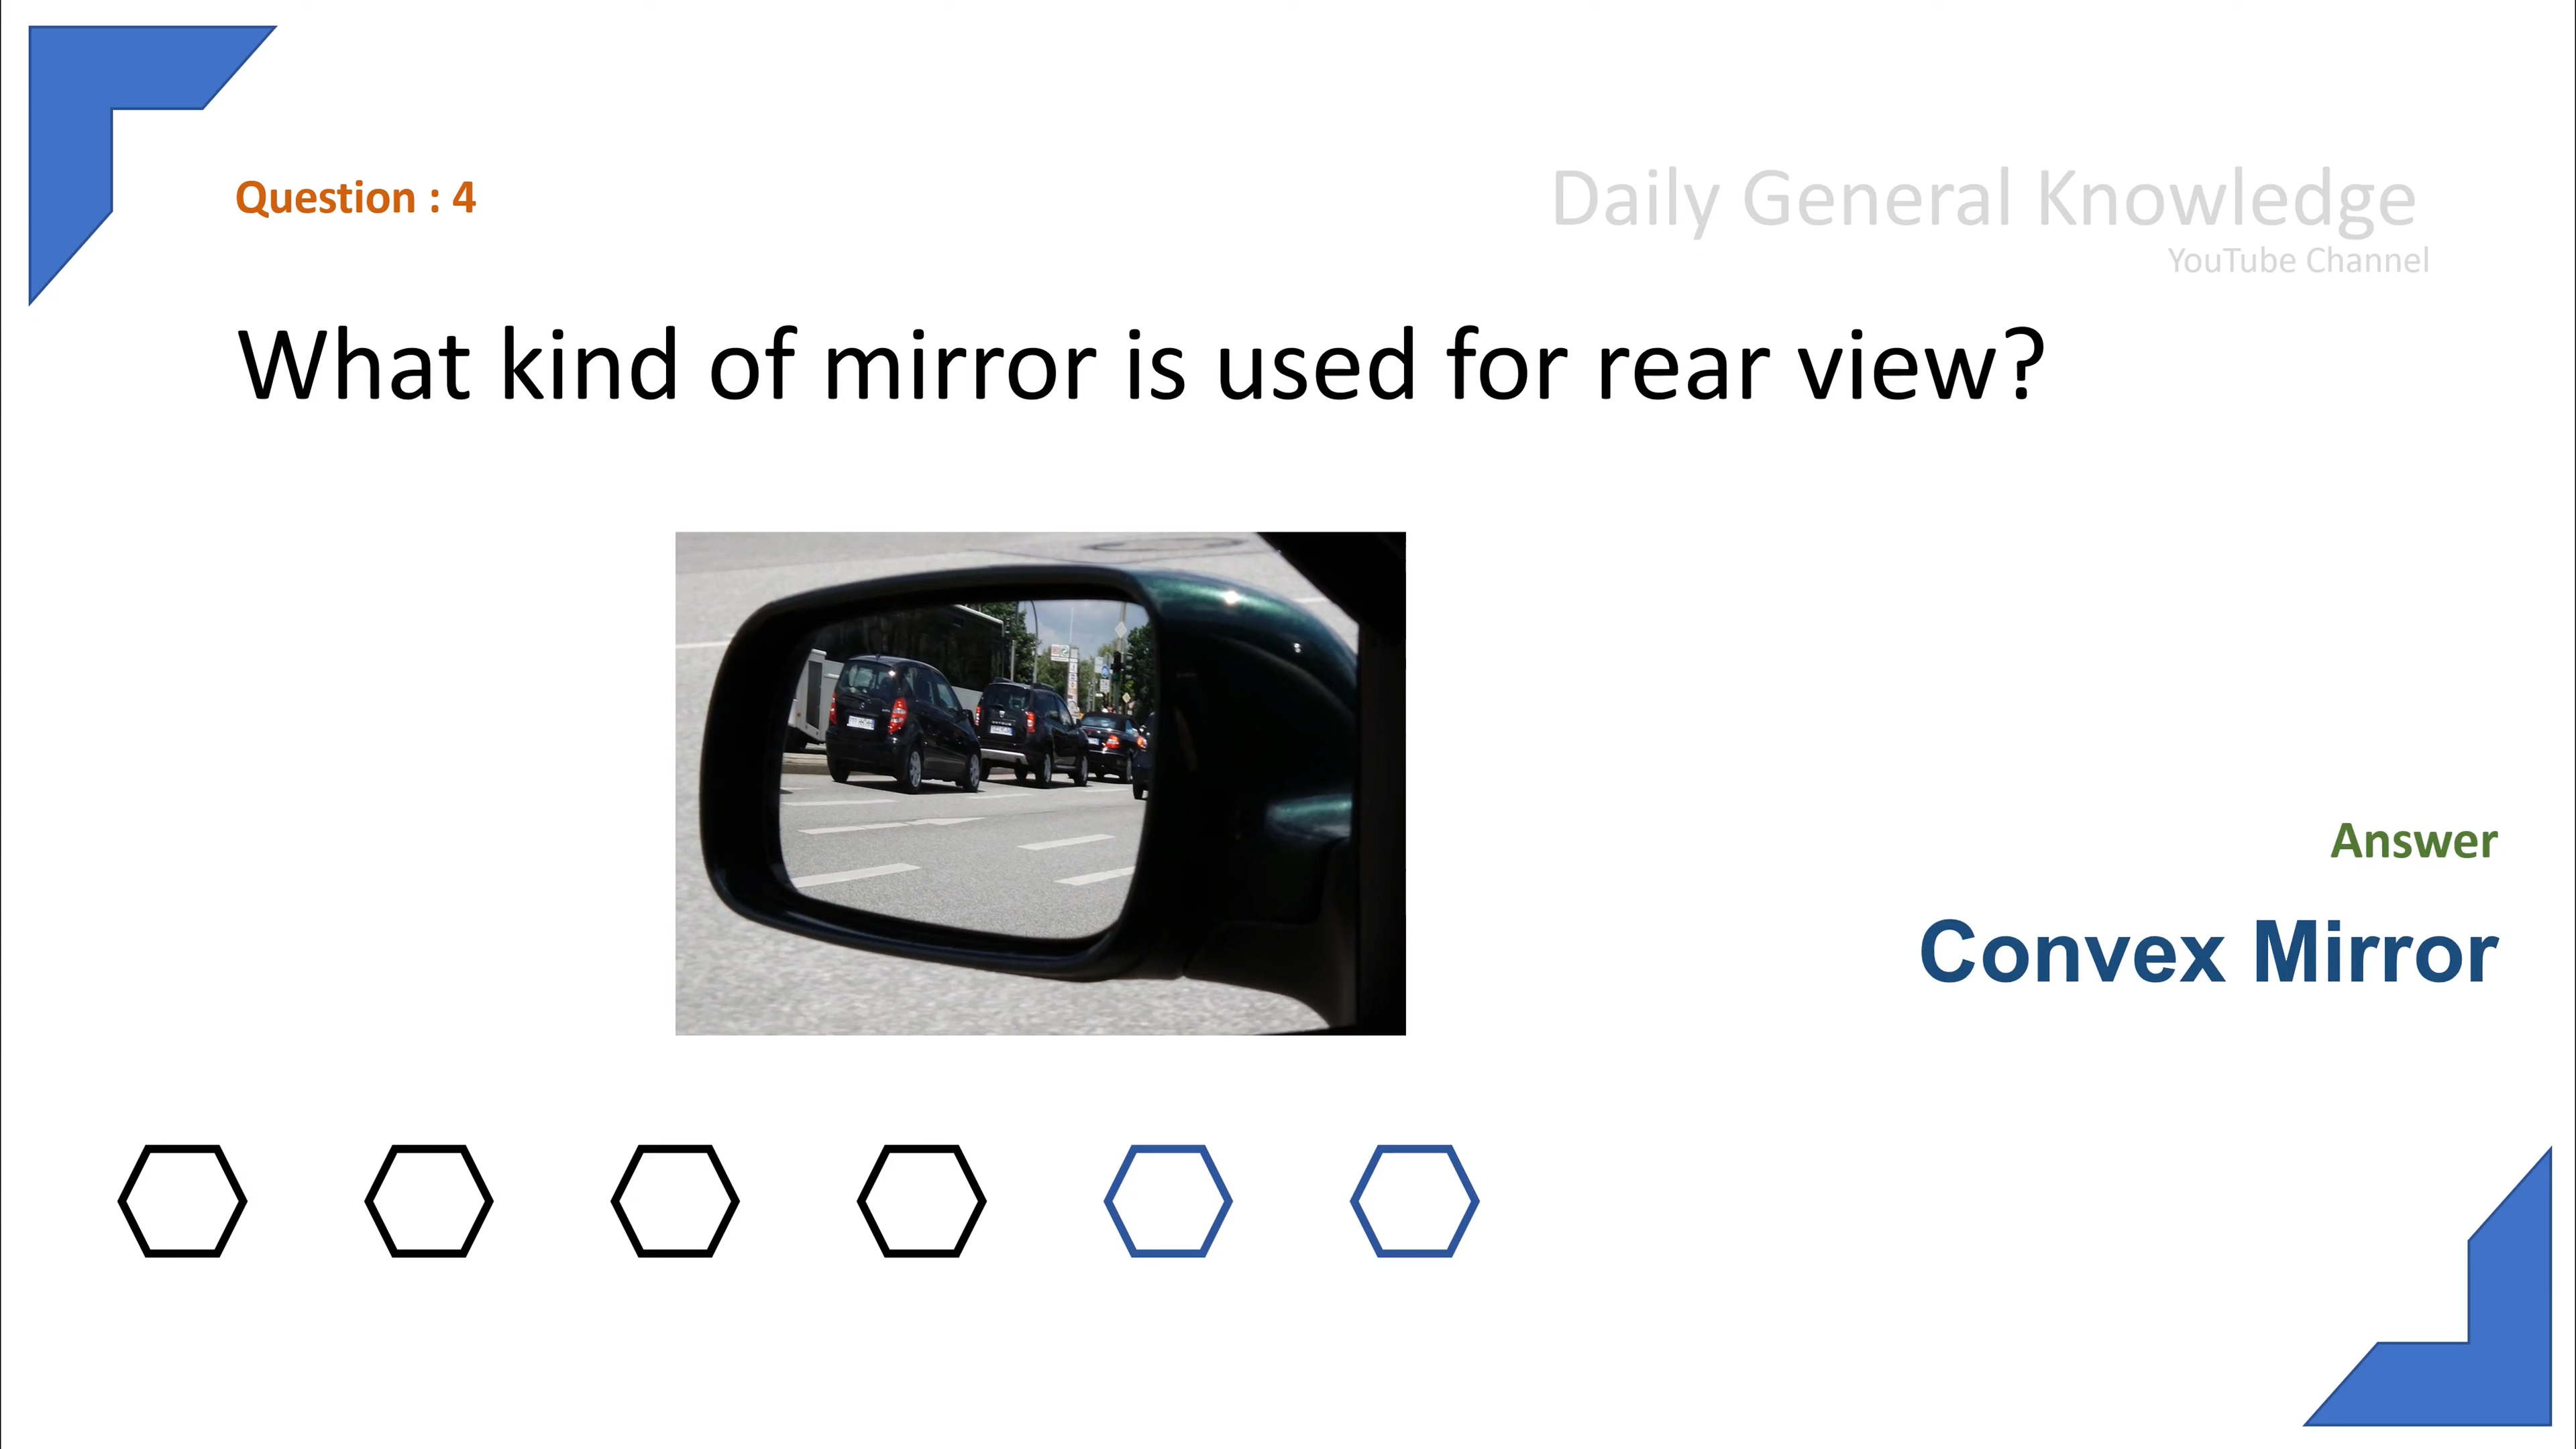 Question : 4
Daily General Knowledge
YouTube Channel
What kind of mirror is used for rear view?
Answer
Convex Mirror